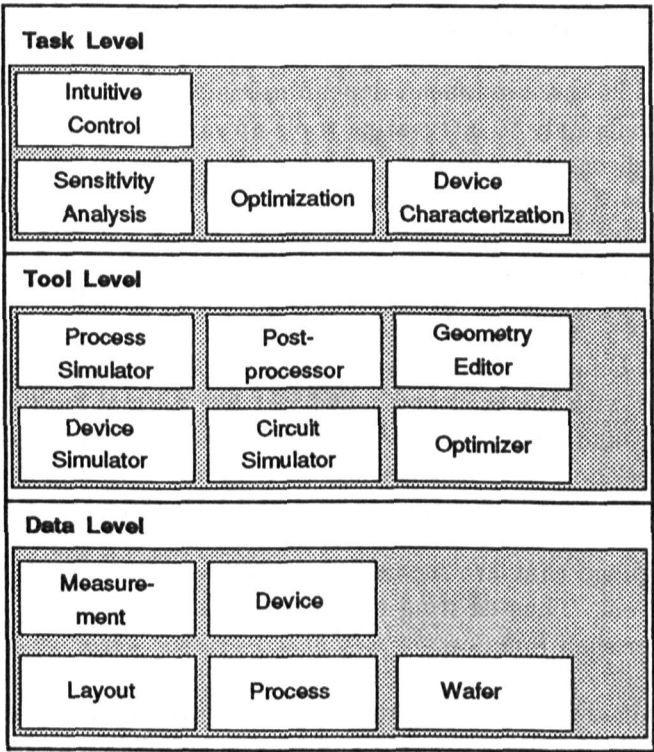 Task Level
Intuitive
Control
Sensitivity
Analysis
Optimization
Device
Characterization
Tool Level
Process
Simulator
Post-
processor
Geometry
Editor
Device
Simulator
Circuit
Simulator
Optimizer
Data Level
Measure-
ment
Device
Layout
Process
Wafer